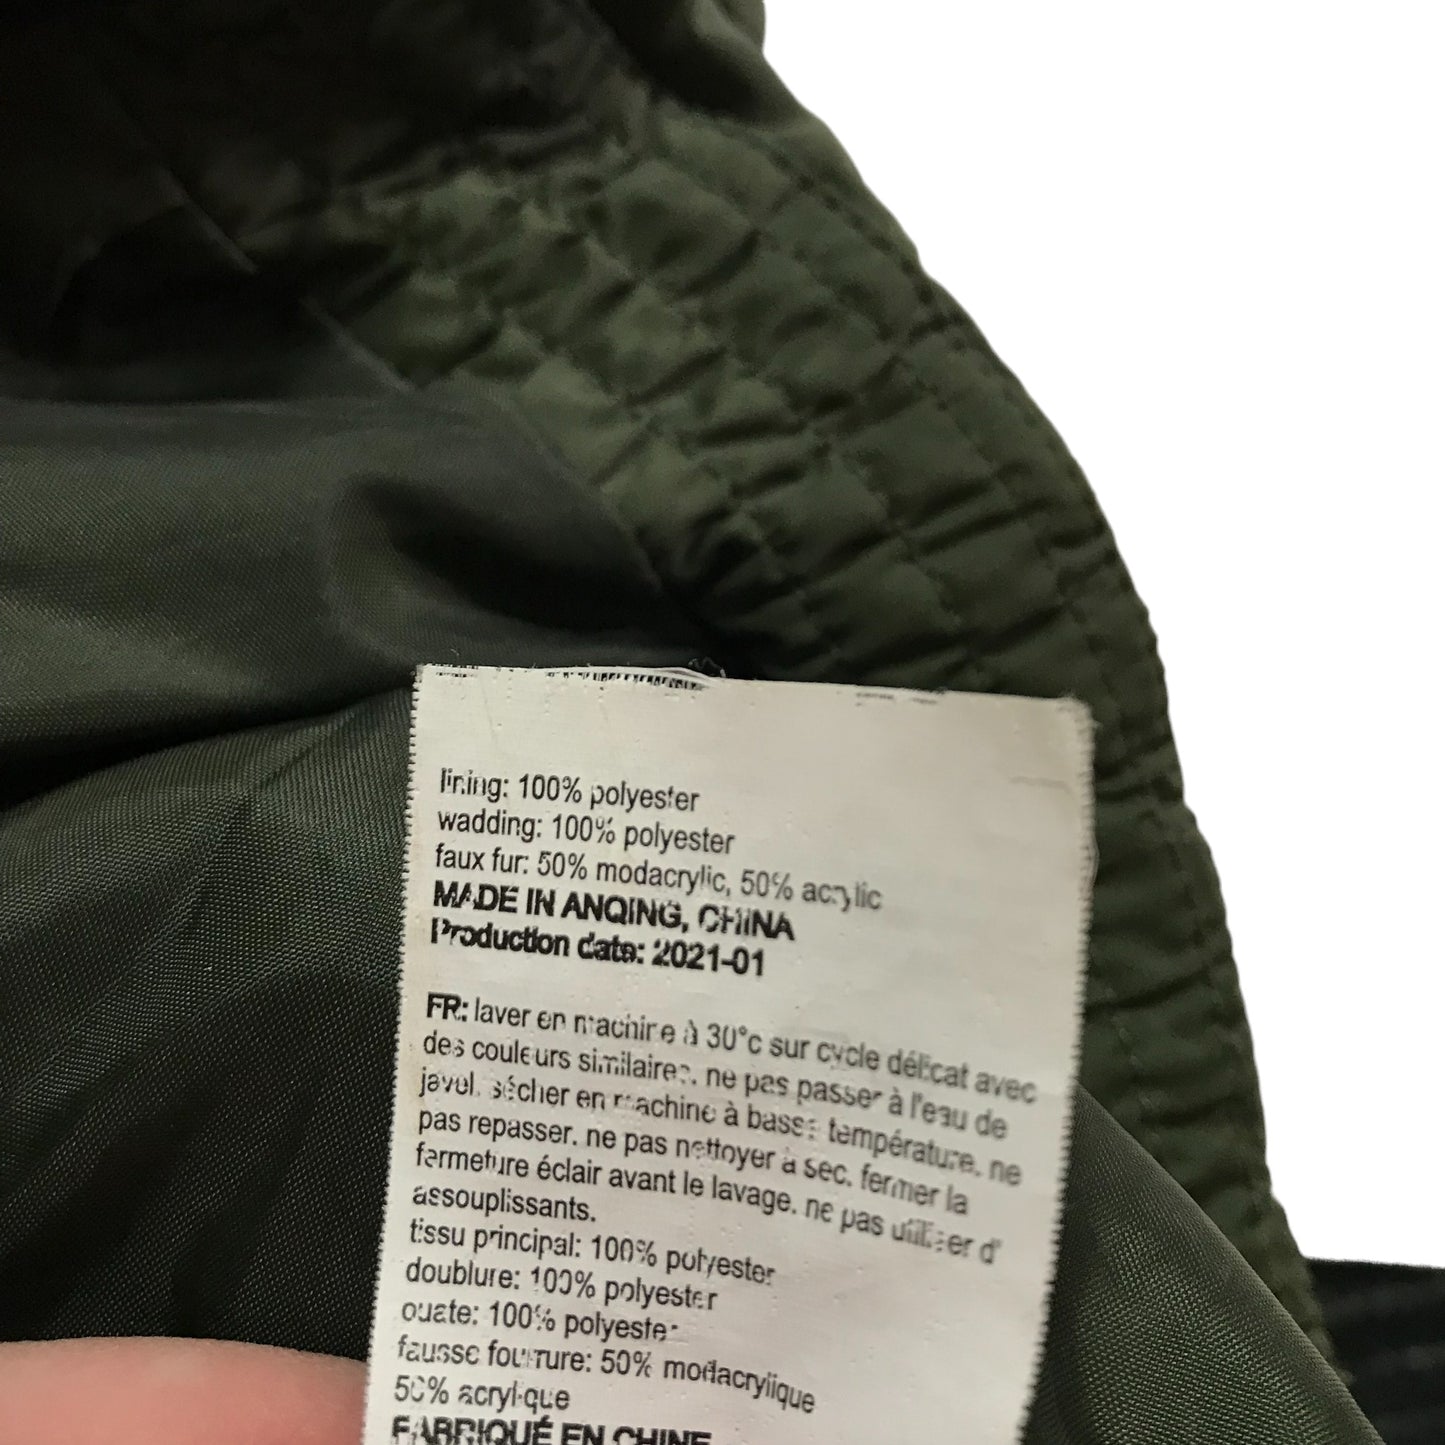 lining: 100% polyester
wadding: 100% polyester
faux fur: 50% modacrylic, 50% acrylic
MADE IN ANQING, CHINA
Production date: 2021-01
FR: laver en machine à 30°c sur cycle délicat avec
des couleurs similaires. ne pas passer à l'eau de
javel. sécher en machine à basse température. ne
pas repasser. ne pas nettoyer à sec. fermer la
fermeture éclair avant le lavage. ne pas utiliser d'
assouplissants.
tissu principal: 100% polyester
doublure: 100% polyester
ouate: 100% polyester
fausse fourrure: 50% modacrylique
50% acrylique
FABRIQUÉ EN CHINE